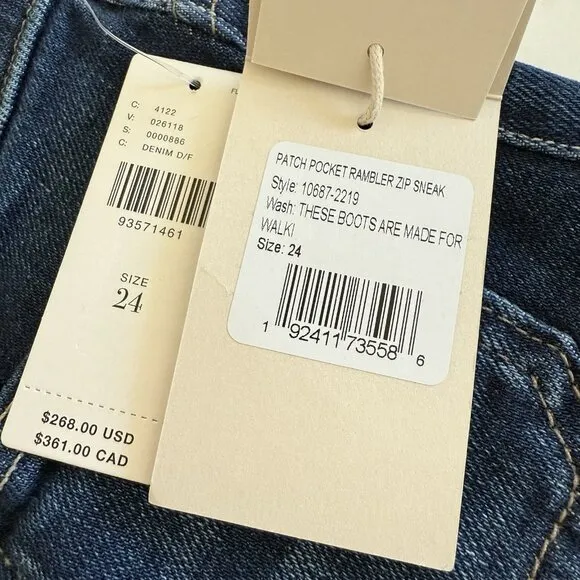 C: 4122
V: 026118
S: 0000886
C: DENIM D/F
93571461
SIZE
24
$268.00 USD
$361.00 CAD
PATCH POCKET RAMBLER ZIP SNEAK
Style: 10687-2219
Wash: THESE BOOTS ARE MADE FOR
WALKI
Size: 24
1 92411 73558 6